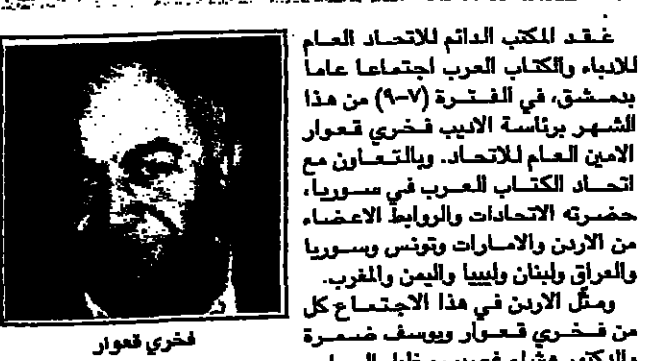 عقد المكتب الدائم للاتحاد العام
للادباء والكتاب العرب اجتماعا عاما
بدمشق، في الفترة (٧-٩) من هذا
الشهر برئاسة الاديب فخري قعوار
الامين العام للاتحاد. وبالتعاون مع
اتحاد الكتاب العرب في سوريا،
حضرته الاتحادات والروابط الاعضاء
من الاردن والامارات وتونس وسوريا
والعراق ولبنان وليبيا واليمن والمغرب.
ومثّل الاردن في هذا الاجتماع كل
من فخري قعوار ويوسف ضمرة
فخري قعوار